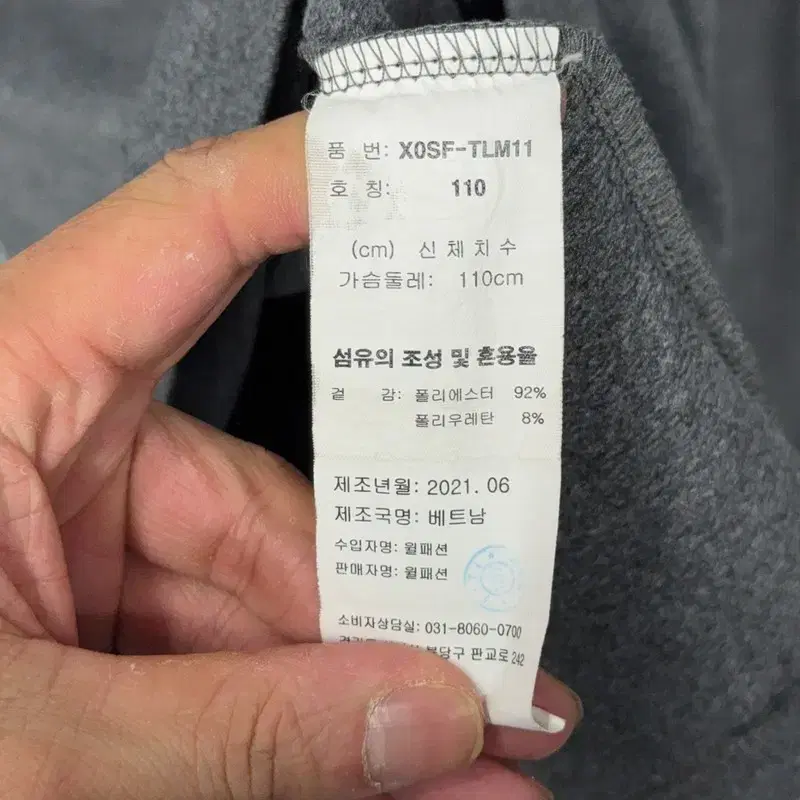 품 번: X0SF-TLM11
호 칭: 110
(cm) 신체치수
가슴둘레: 110cm
섬유의 조성 및 혼용율
겉 감: 폴리에스터 92%
폴리우레탄 8%
제조년월: 2021. 06
제조국명: 베트남
수입자명: 월패션
판매자명: 월패션
소비자상담실: 031-8060-0700
판교로 242